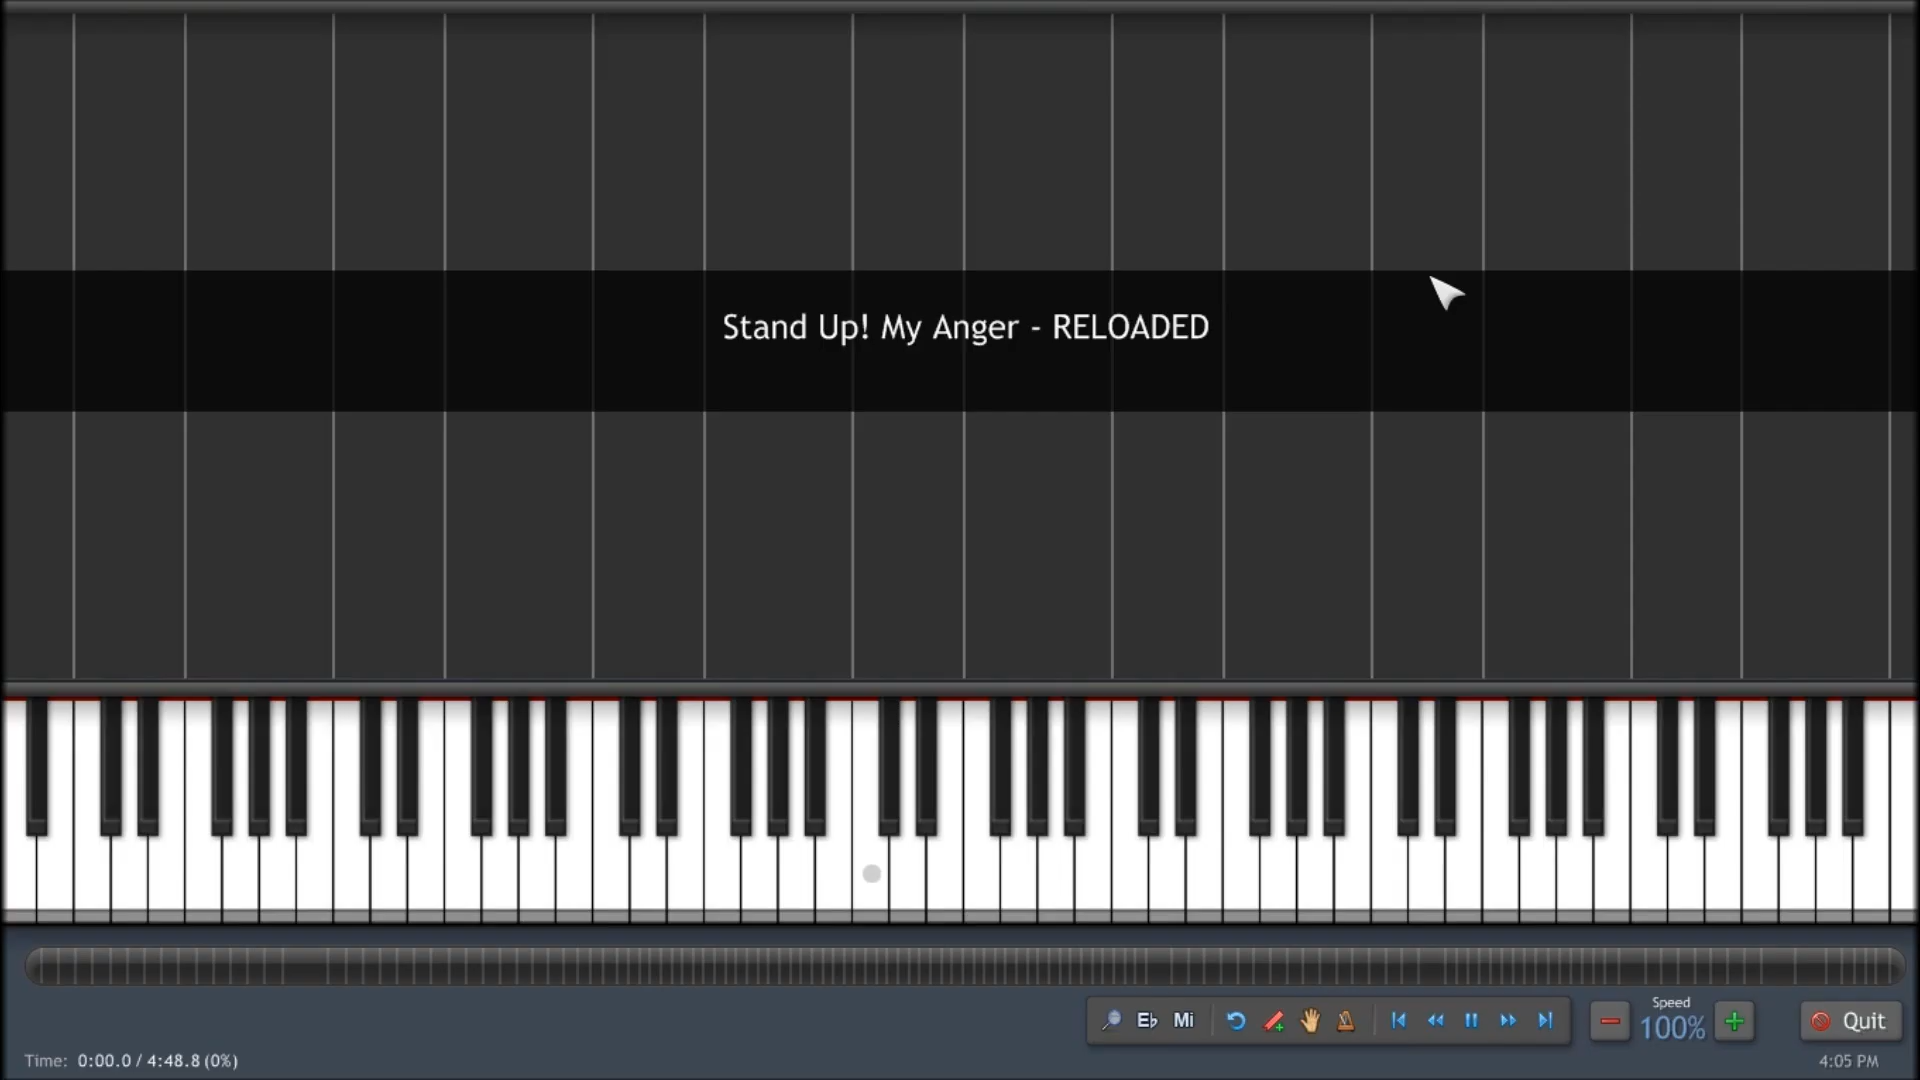 Stand Up! My Anger - RELOADED
E♭ Mi
Speed
100%
Quit
Time: 0:00.0 / 4:48.8 (0%)
4:05 PM